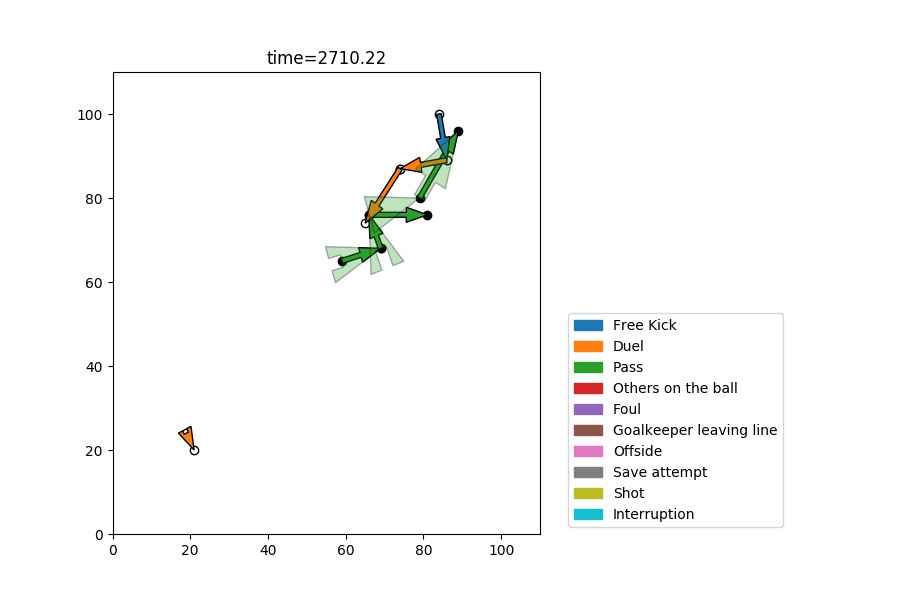 time=2710.22
100
80
60
40
20
0
0
20
40
60
80
100
Free Kick
Duel
Pass
Others on the ball
Foul
Goalkeeper leaving line
Offside
Save attempt
Shot
Interruption